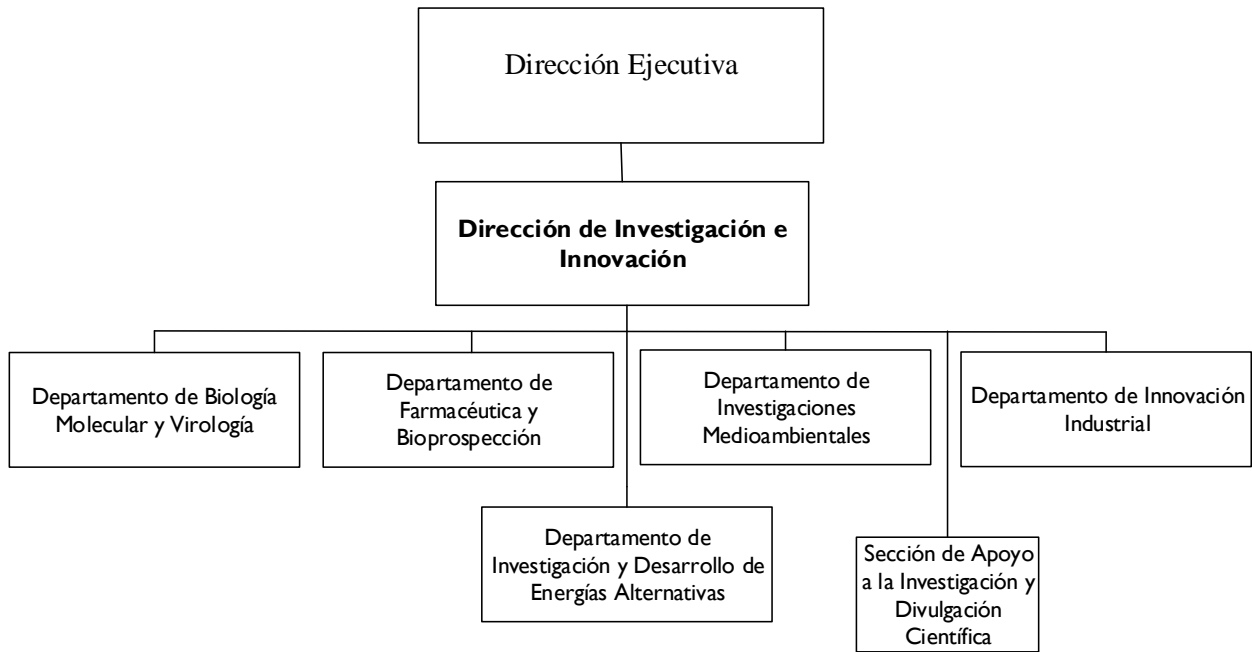 Dirección Ejecutiva
Dirección de Investigación e
Innovación
Departamento de Biología
Molecular y Virología
Departamento de
Farmacéutica y
Bioprospección
Departamento de
Investigaciones
Medioambientales
Departamento de Innovación
Industrial
Departamento de
Investigación y Desarrollo de
Energías Alternativas
Sección de Apoyo
a la Investigación y
Divulgación
Científica